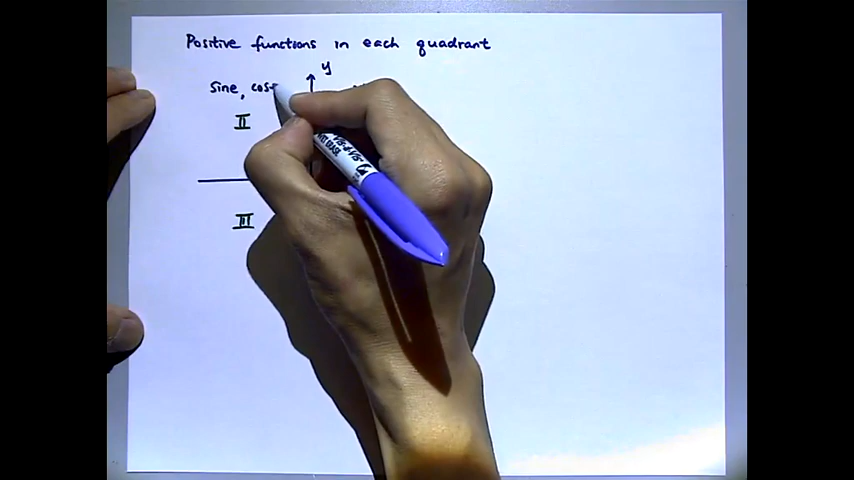 Positive functions in each quadrant
y
Sine, cos
II
III